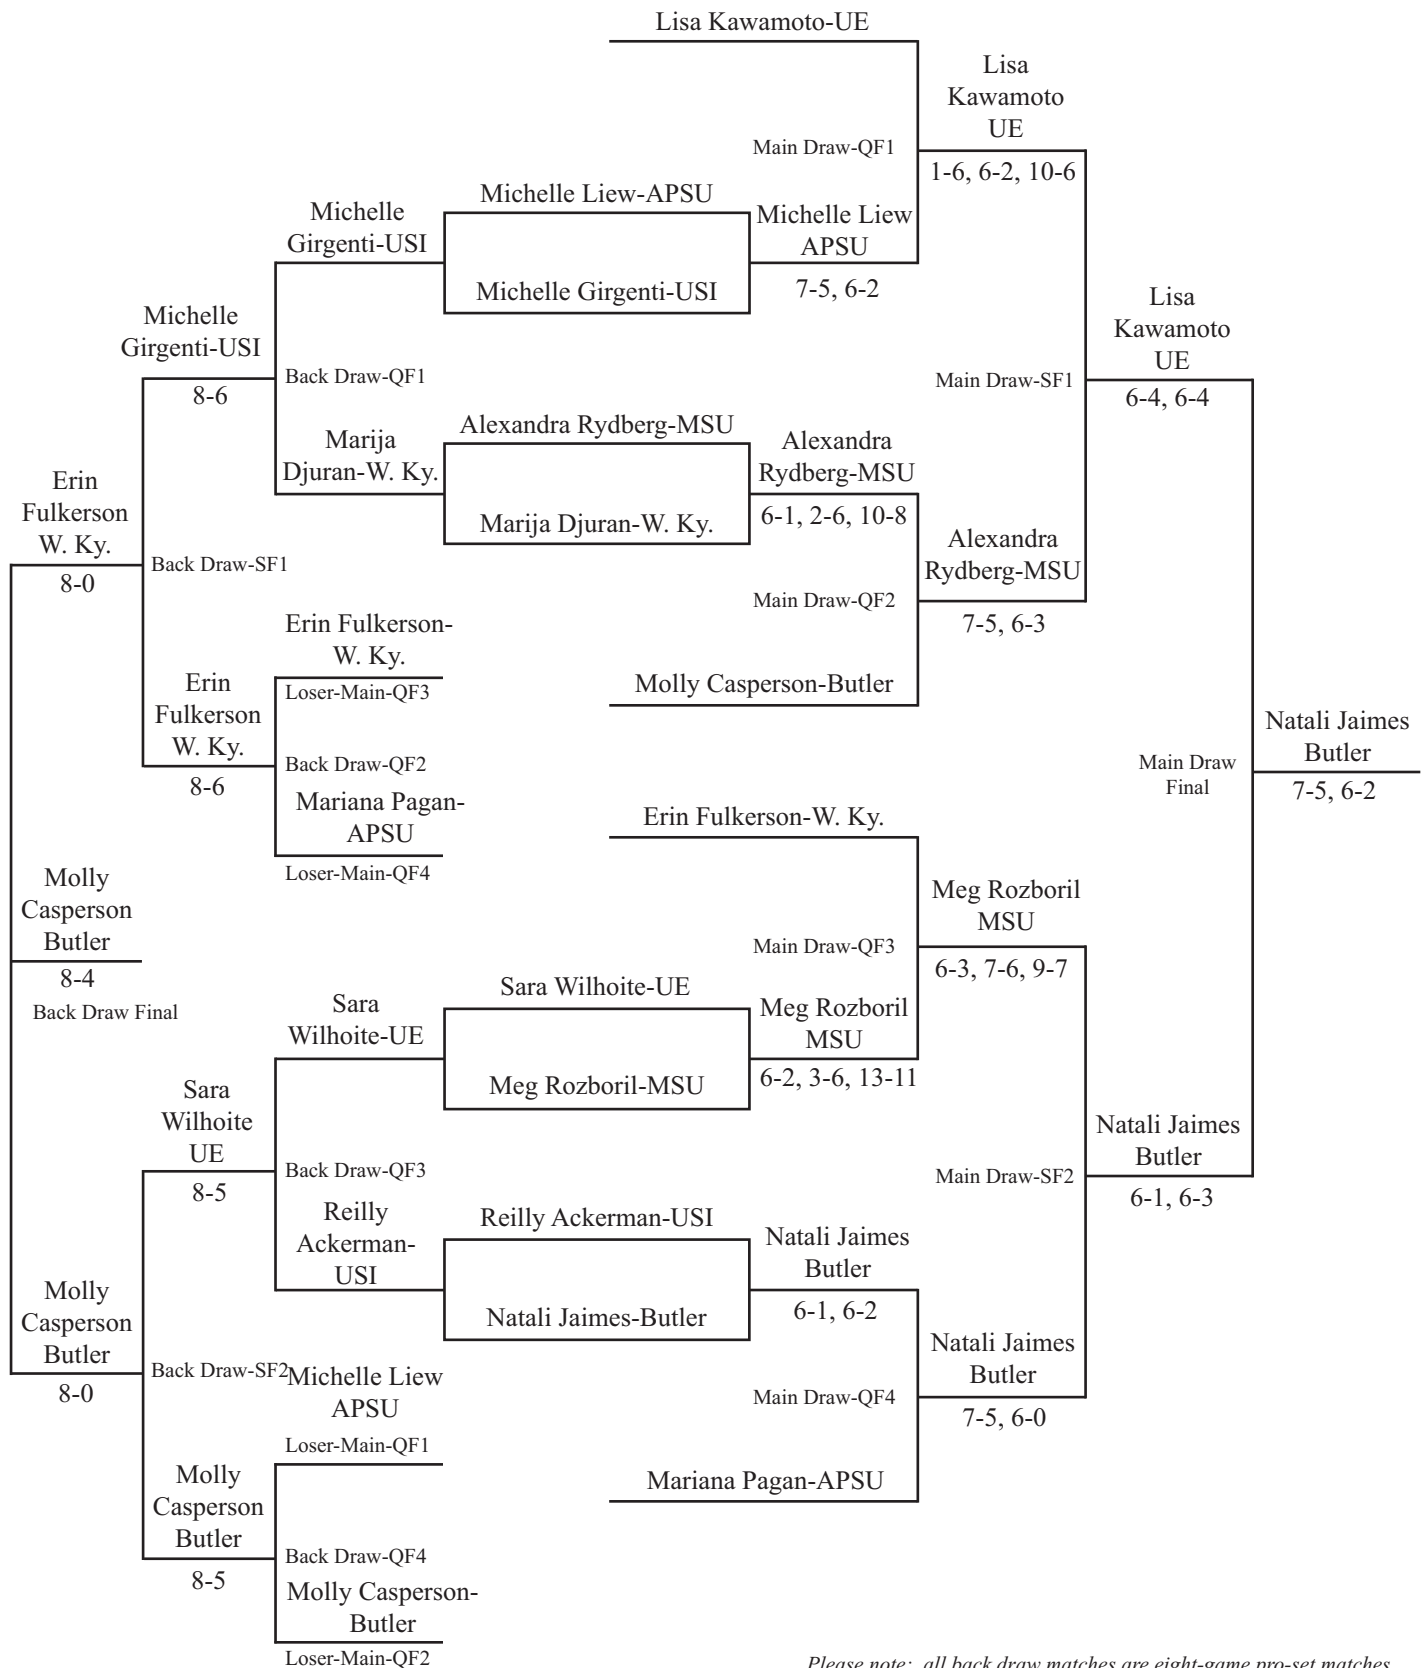 Lisa Kawamoto-UE
Lisa
Kawamoto
UE
Main Draw-QF1
1-6, 6-2, 10-6
Michelle Liew-APSU
Michelle
Girgenti-USI
Michelle Liew
APSU
Michelle Girgenti-USI
7-5, 6-2
Michelle
Girgenti-USI
Lisa
Kawamoto
UE
Back Draw-QF1
8-6
Main Draw-SF1
6-4, 6-4
Marija
Djuran-W. Ky.
Alexandra Rydberg-MSU
Alexandra
Rydberg-MSU
Marija Djuran-W. Ky.
6-1, 2-6, 10-8
Erin
Fulkerson
W. Ky.
Alexandra
Rydberg-MSU
Back Draw-SF1
8-0
Main Draw-QF2
7-5, 6-3
Erin Fulkerson-
W. Ky.
Loser-Main-QF3
Molly Casperson-Butler
Erin
Fulkerson
W. Ky.
Back Draw-QF2
8-6
Natali Jaimes
Butler
Main Draw
Final
7-5, 6-2
Mariana Pagan-
APSU
Loser-Main-QF4
Erin Fulkerson-W. Ky.
Molly
Casperson
Butler
8-4
Back Draw Final
Meg Rozboril
MSU
Main Draw-QF3
6-3, 7-6, 9-7
Sara
Wilhoite-UE
Sara Wilhoite-UE
Meg Rozboril
MSU
Meg Rozboril-MSU
6-2, 3-6, 13-11
Sara
Wilhoite
UE
Back Draw-QF3
8-5
Natali Jaimes
Butler
Main Draw-SF2
6-1, 6-3
Reilly
Ackerman-
USI
Reilly Ackerman-USI
Natali Jaimes
Butler
Natali Jaimes-Butler
6-1, 6-2
Molly
Casperson
Butler
Back Draw-SF2
8-0
Natali Jaimes
Butler
Main Draw-QF4
7-5, 6-0
Michelle Liew
APSU
Loser-Main-QF1
Mariana Pagan-APSU
Molly
Casperson
Butler
Back Draw-QF4
8-5
Molly Casperson-
Butler
Loser-Main-QF2
Please note: all back draw matches are eight-game pro-set matches